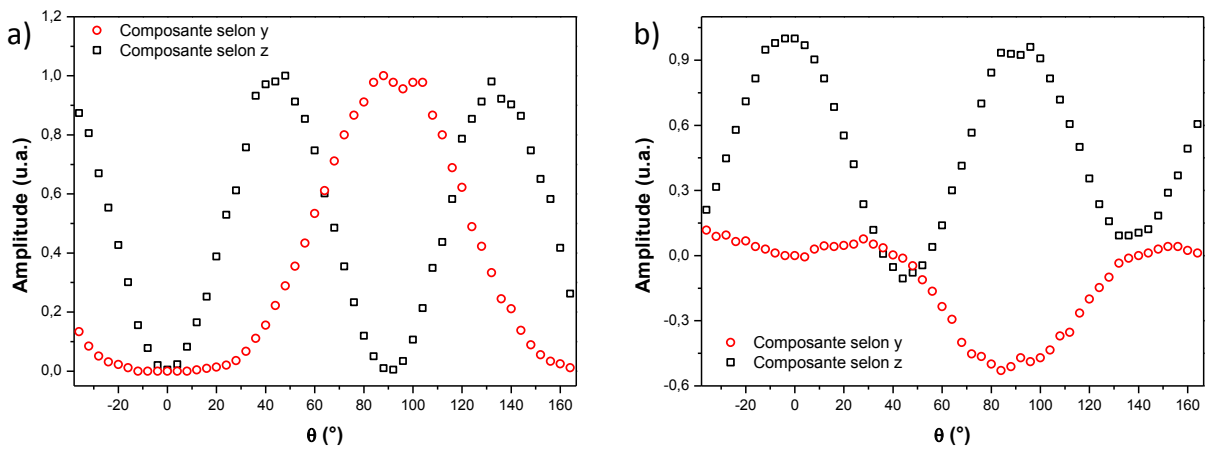 a)
Composante selon y
Composante selon z
Amplitude (u.a.)
1,2
1,0
0,8
0,6
0,4
0,2
0,0
-20 0 20 40 60 80 100 120 140 160
θ (°)
b)
Amplitude (u.a.)
0,9
0,6
0,3
0,0
-0,3
-0,6
Composante selon y
Composante selon z
-20 0 20 40 60 80 100 120 140 160
θ (°)